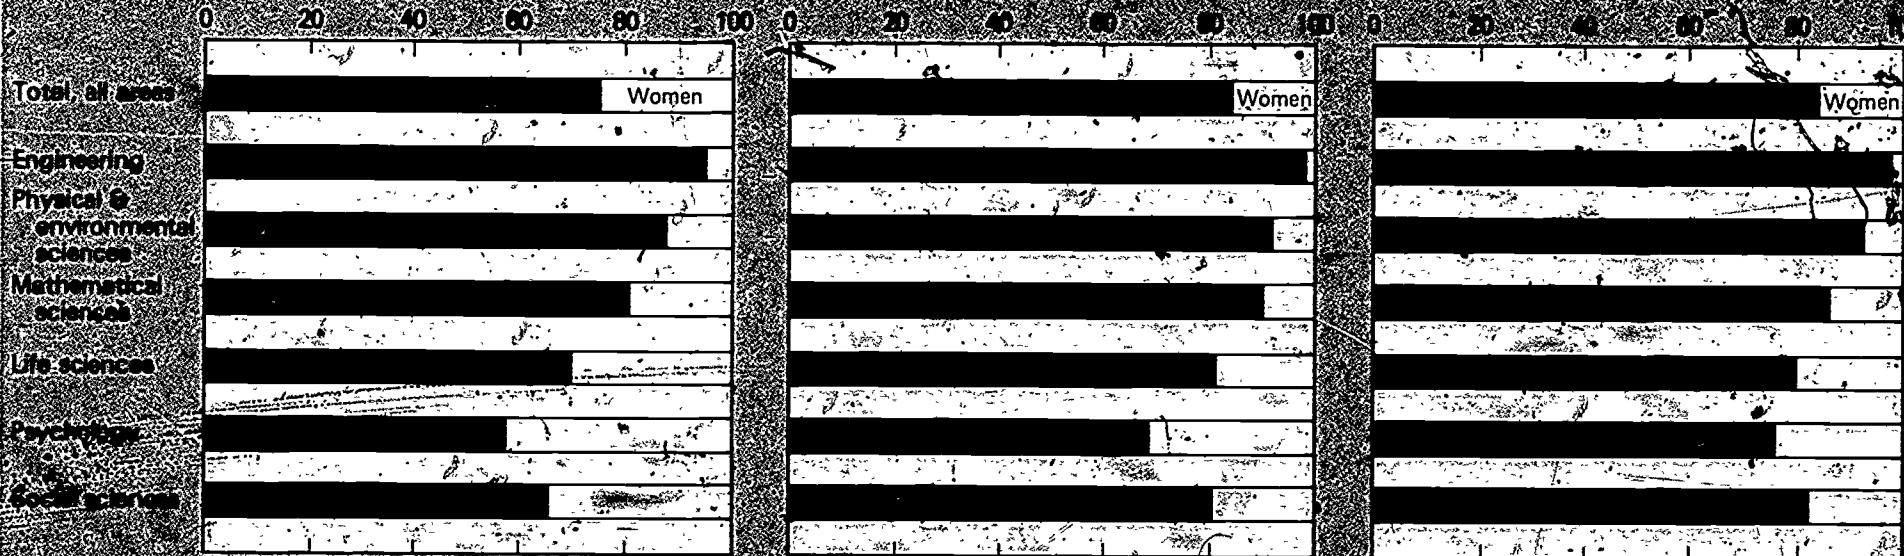 0 20 40 60 80 100 0 20 40 60 80 100 0 20 40 60 80
Total, all areas Women Women Women
Engineering
Physical &
environmental
sciences
Mathematical
sciences
Life sciences
Psychology
Social sciences